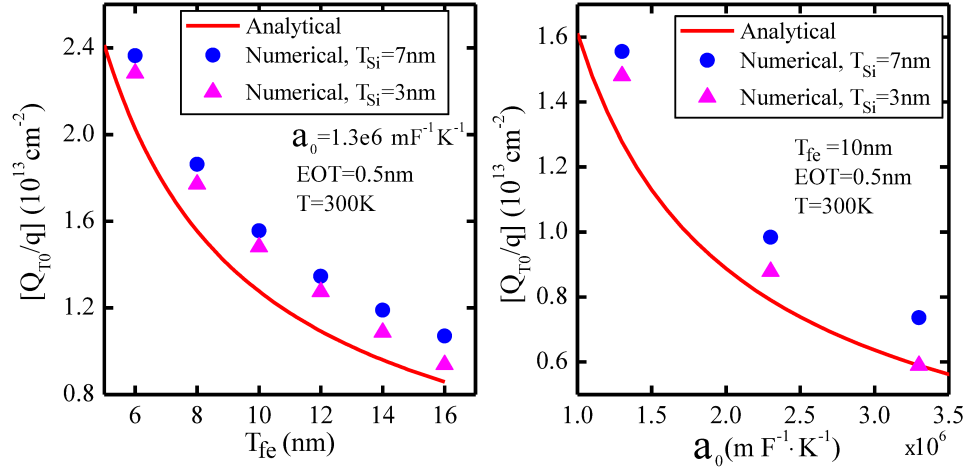 Analytical
Numerical, T_Si=7nm
Numerical, T_Si=3nm
a_0=1.3e6 mF^-1K^-1
EOT=0.5nm
T=300K
[Q_T0/q] (10^13cm^-2)
2.4
2.0
1.6
1.2
0.8
6 8 10 12 14 16
T_fe (nm)
Analytical
Numerical, T_Si=7nm
Numerical, T_Si=3nm
T_fe =10nm
EOT=0.5nm
T=300K
[Q_T0/q] (10^13cm^-2)
1.6
1.4
1.2
1.0
0.8
0.6
1.0 1.5 2.0 2.5 3.0 3.5
a_0(m F^-1·K^-1) x10^6